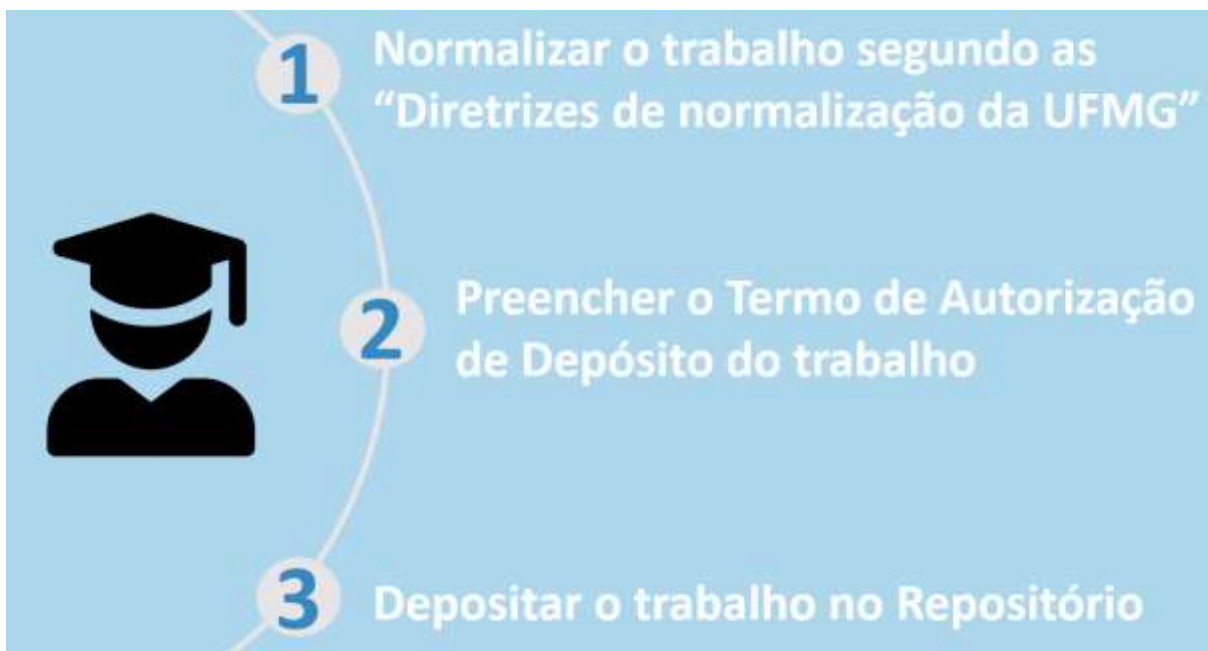 1 Normalizar o trabalho segundo as
“Diretrizes de normalização da UFMG”
2 Preencher o Termo de Autorização
de Depósito do trabalho
3 Depositar o trabalho no Repositório